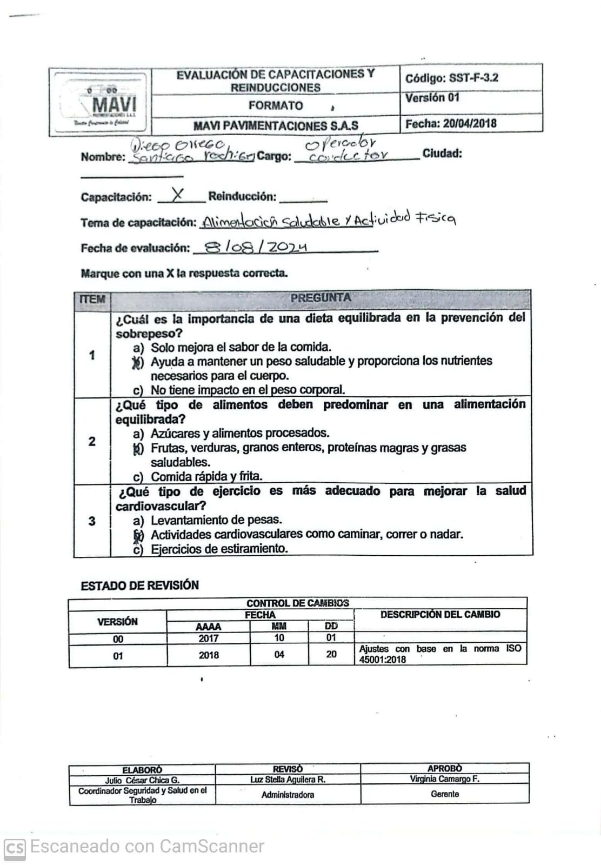 EVALUACIÓN DE CAPACITACIONES Y REINDUCCIONES
Código: SST-F-3.2
MAVI
PAVIMENTACIONES S.A.S.
FORMATO
Versión 01
MAVI PAVIMENTACIONES S.A.S
Fecha: 20/04/2018
Diego
Operador
Nombre: Santiago Cargo: conductor Ciudad:
Capacitación: X Reinducción:
Tema de capacitación: Alimentación Saludable y Actividad Fisica
Fecha de evaluación: 8/08/2024
Marque con una X la respuesta correcta.
ITEM PREGUNTA
1
¿Cuál es la importancia de una dieta equilibrada en la prevención del
sobrepeso?
a) Solo mejora el sabor de la comida.
b) Ayuda a mantener un peso saludable y proporciona los nutrientes
necesarios para el cuerpo.
c) No tiene impacto en el peso corporal.
2
¿Qué tipo de alimentos deben predominar en una alimentación
equilibrada?
a) Azúcares y alimentos procesados.
b) Frutas, verduras, granos enteros, proteínas magras y grasas
saludables.
c) Comida rápida y frita.
3
¿Qué tipo de ejercicio es más adecuado para mejorar la salud
cardiovascular?
a) Levantamiento de pesas.
b) Actividades cardiovasculares como caminar, correr o nadar.
c) Ejercicios de estiramiento.
ESTADO DE REVISIÓN
CONTROL DE CAMBIOS
VERSIÓN FECHA DESCRIPCIÓN DEL CAMBIO
AAAA MM DD
00 2017 10 01
01 2018 04 20 Ajustes con base en la norma ISO
45001:2018
ELABORÓ REVISÓ APROBÓ
Julio César Chica G. Luz Stella Aguilera R. Virginia Camargo F.
Coordinador Seguridad y Salud en el
Trabajo Administradora Gerente
CS Escaneado con CamScanner